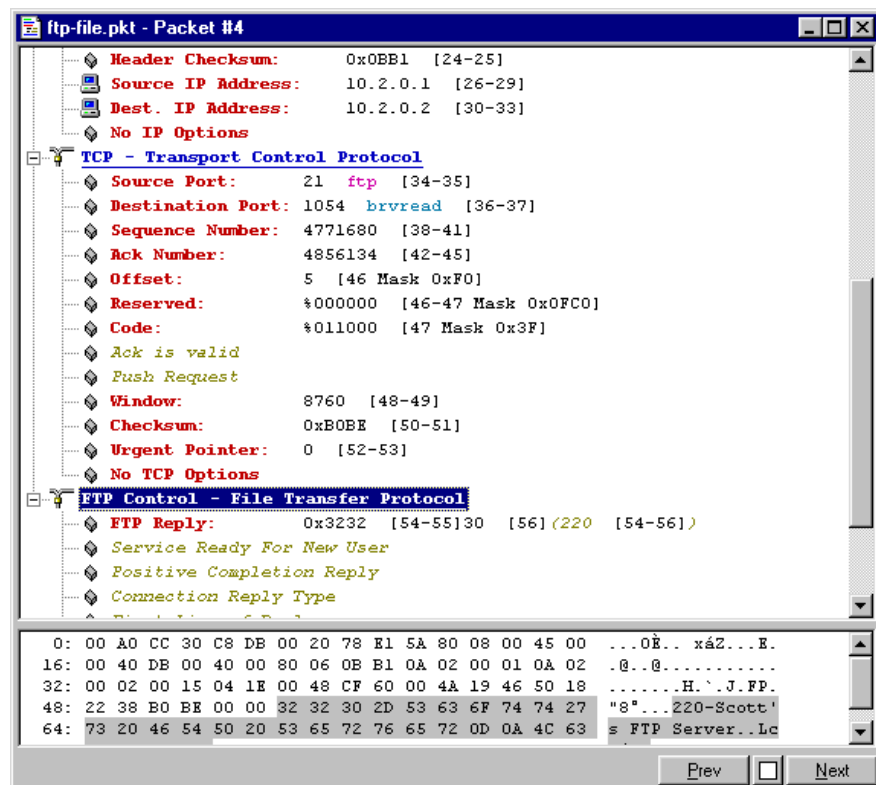 ftp-file.pkt - Packet #4
Header Checksum: 0x0BB1 [24-25]
Source IP Address: 10.2.0.1 [26-29]
Dest. IP Address: 10.2.0.2 [30-33]
No IP Options
TCP - Transport Control Protocol
Source Port: 21 ftp [34-35]
Destination Port: 1054 brvread [36-37]
Sequence Number: 4771680 [38-41]
Ack Number: 4856134 [42-45]
Offset: 5 [46 Mask 0xF0]
Reserved: %000000 [46-47 Mask 0x0FC0]
Code: %011000 [47 Mask 0x3F]
Ack is valid
Push Request
Window: 8760 [48-49]
Checksum: 0xB0BE [50-51]
Urgent Pointer: 0 [52-53]
No TCP Options
FTP Control - File Transfer Protocol
FTP Reply: 0x3232 [54-55]30 [56](220 [54-56])
Service Ready For New User
Positive Completion Reply
Connection Reply Type
0: 00 A0 CC 30 C8 DB 00 20 78 E1 5A 80 08 00 45 00 ...0È.. xáZ...E.
16: 00 40 DB 00 40 00 80 06 0B B1 0A 02 00 01 0A 02 .@..@...........
32: 00 02 00 15 04 1E 00 48 CF 60 00 4A 19 46 50 18 .......H.`.J.FP.
48: 22 38 B0 BE 00 00 32 32 30 2D 53 63 6F 74 74 27 "8°...220-Scott'
64: 73 20 46 54 50 20 53 65 72 76 65 72 0D 0A 4C 63 s FTP Server..Lc
Prev
Next